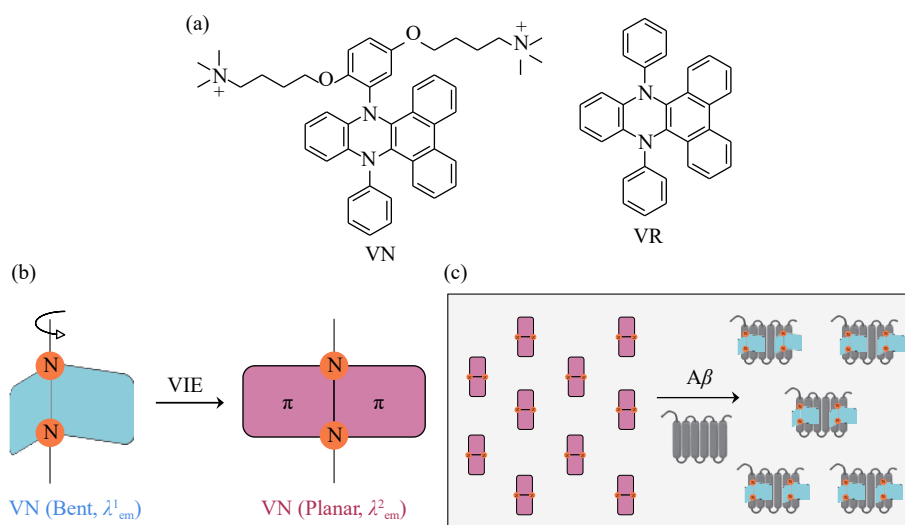 (a)
O
N
+
N
+
O
N
N
VN
N
N
VR
(b)
N
N
VIE
N
π
π
N
VN (Bent, λ¹em)
VN (Planar, λ²em)
(c)
Aβ